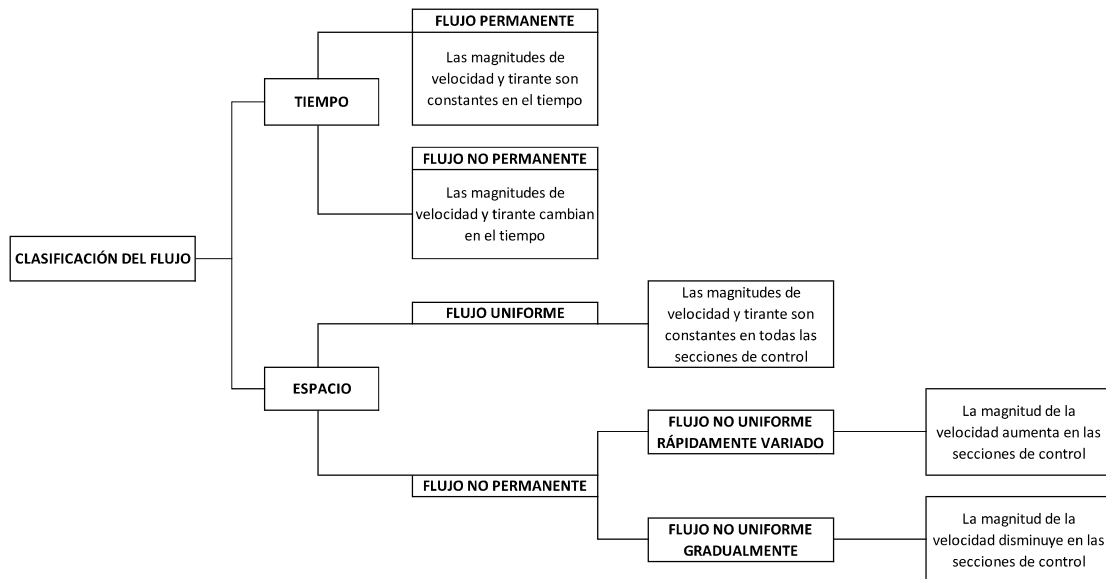 CLASIFICACIÓN DEL FLUJO
TIEMPO
FLUJO PERMANENTE
Las magnitudes de
velocidad y tirante son
constantes en el tiempo
FLUJO NO PERMANENTE
Las magnitudes de
velocidad y tirante cambian
en el tiempo
ESPACIO
FLUJO UNIFORME
Las magnitudes de
velocidad y tirante son
constantes en todas las
secciones de control
FLUJO NO PERMANENTE
FLUJO NO UNIFORME
RÁPIDAMENTE VARIADO
La magnitud de la
velocidad aumenta en las
secciones de control
FLUJO NO UNIFORME
GRADUALMENTE
La magnitud de la
velocidad disminuye en las
secciones de control